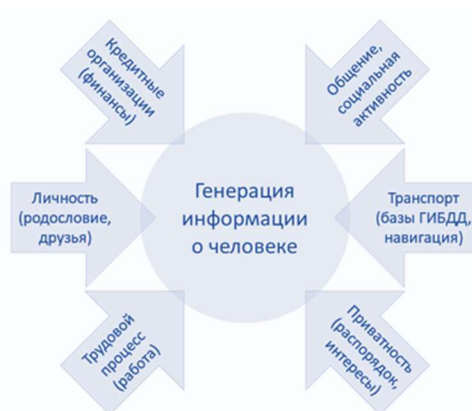 Кредитные
организации
(финансы)
Общение,
социальная
активность
Личность
(родословие,
друзья)
Генерация
информации
о человеке
Транспорт
(базы ГИБДД,
навигация)
Трудовой
процесс
(работа)
Приватность
(распорядок,
интересы)